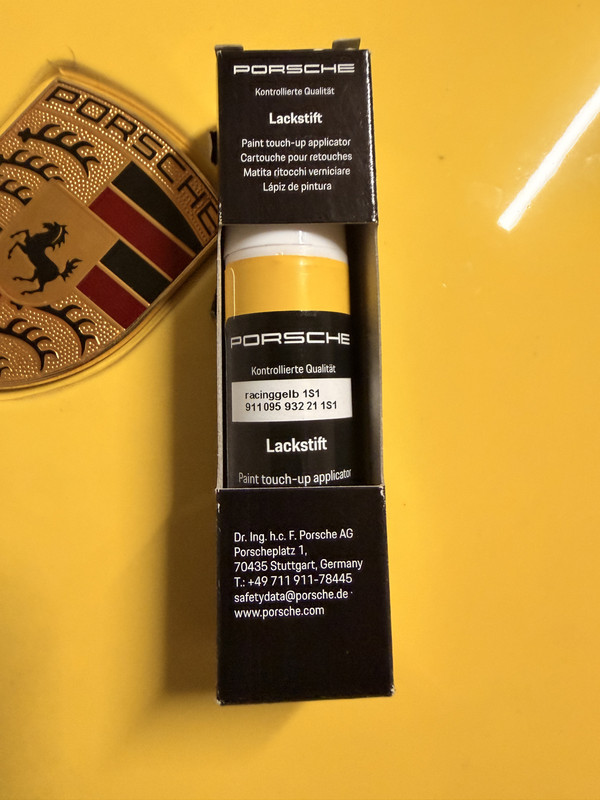 PORSCHE
PORSCHE
Kontrollierte Qualität
Lackstift
Paint touch-up applicator
Cartouche pour retouches
Matita ritocchi verniciare
Lápiz de pintura
PORSCHE
Kontrollierte Qualität
racinggelb 1S1
911 095 932 21 1S1
Lackstift
Paint touch-up applicator
Dr. Ing. h.c. F. Porsche AG
Porscheplatz 1,
70435 Stuttgart, Germany
T.: +49 711 911-78445
safetydata@porsche.de
www.porsche.com